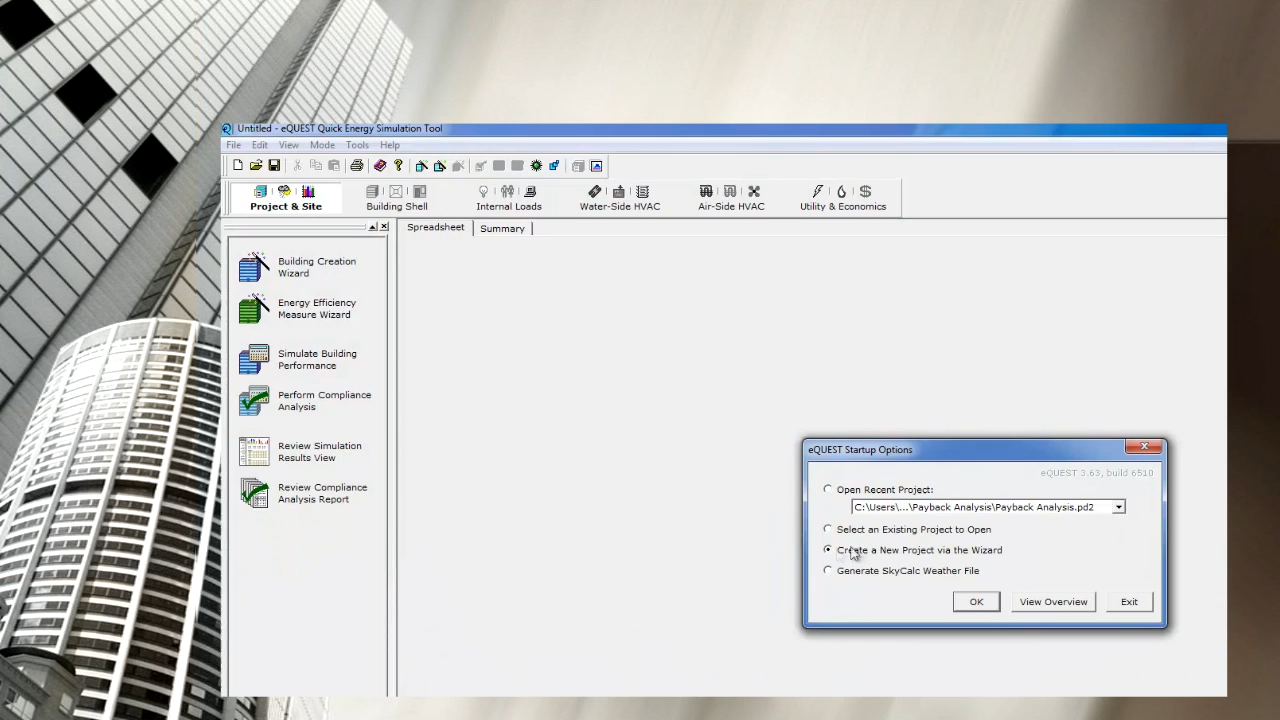 Untitled - eQUEST Quick Energy Simulation Tool
File Edit View Mode Tools Help
Project & Site
Building Shell
Internal Loads
Water-Side HVAC
Air-Side HVAC
Utility & Economics
Spreadsheet
Summary
Building Creation
Wizard
Energy Efficiency
Measure Wizard
Simulate Building
Performance
Perform Compliance
Analysis
Review Simulation
Results View
Review Compliance
Analysis Report
eQUEST Startup Options
eQUEST 3.63, build 6510
Open Recent Project:
C:\Users\...\Payback Analysis\Payback Analysis.pd2
Select an Existing Project to Open
Create a New Project via the Wizard
Generate SkyCalc Weather File
OK
View Overview
Exit